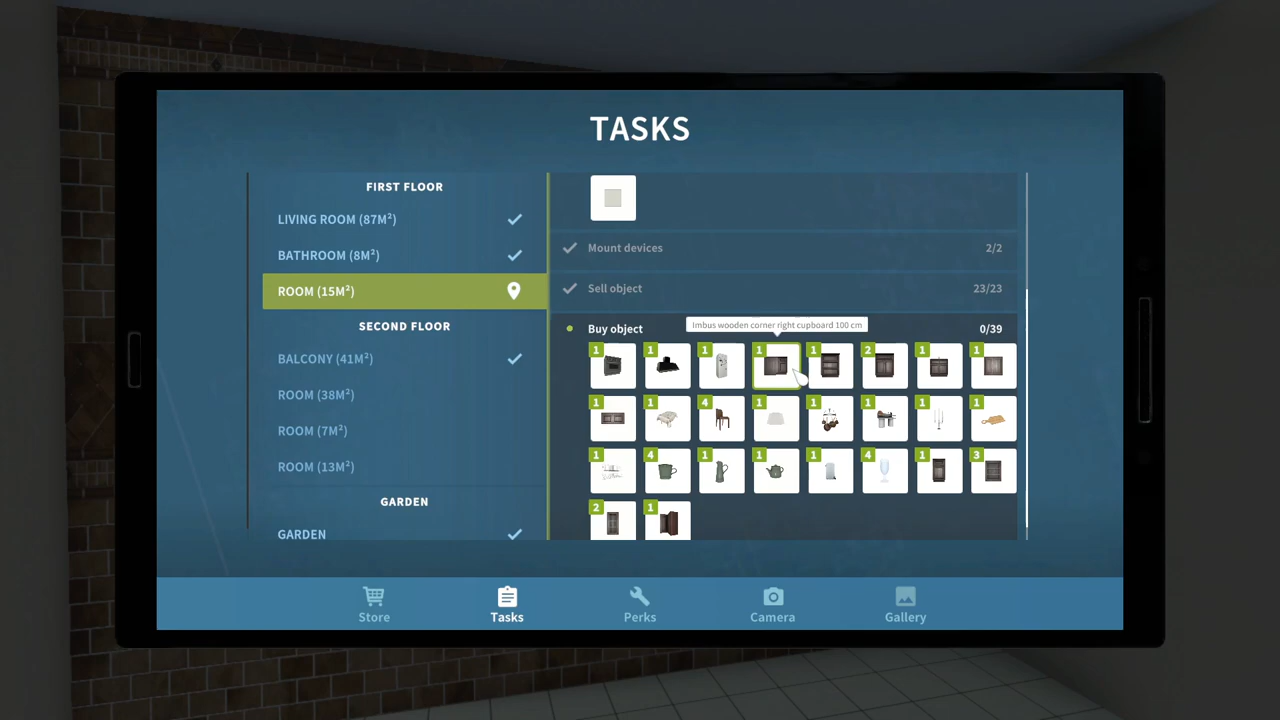 TASKS
FIRST FLOOR
LIVING ROOM (87M²)
BATHROOM (8M²)
ROOM (15M²)
SECOND FLOOR
BALCONY (41M²)
ROOM (38M²)
ROOM (7M²)
ROOM (13M²)
GARDEN
GARDEN
Mount devices 2/2
Sell object 23/23
Imbus wooden corner right cupboard 100 cm
Buy object 0/39
1 1 1 1 1 2 1 1
1 1 4 1 1 1 1 1
1 4 1 1 1 4 1 3
2 1
Store Tasks Perks Camera Gallery